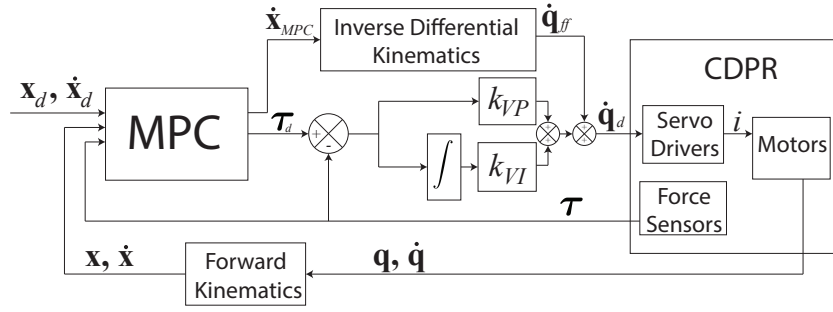 ẋ_MPC
Inverse Differential
Kinematics
q̇_ff
CDPR
x_d, ẋ_d
MPC
τ_d
+
-
k_VP
∫
k_VI
+
+
+
+
q̇_d
Servo
Drivers
i
Motors
τ
Force
Sensors
x, ẋ
Forward
Kinematics
q, q̇